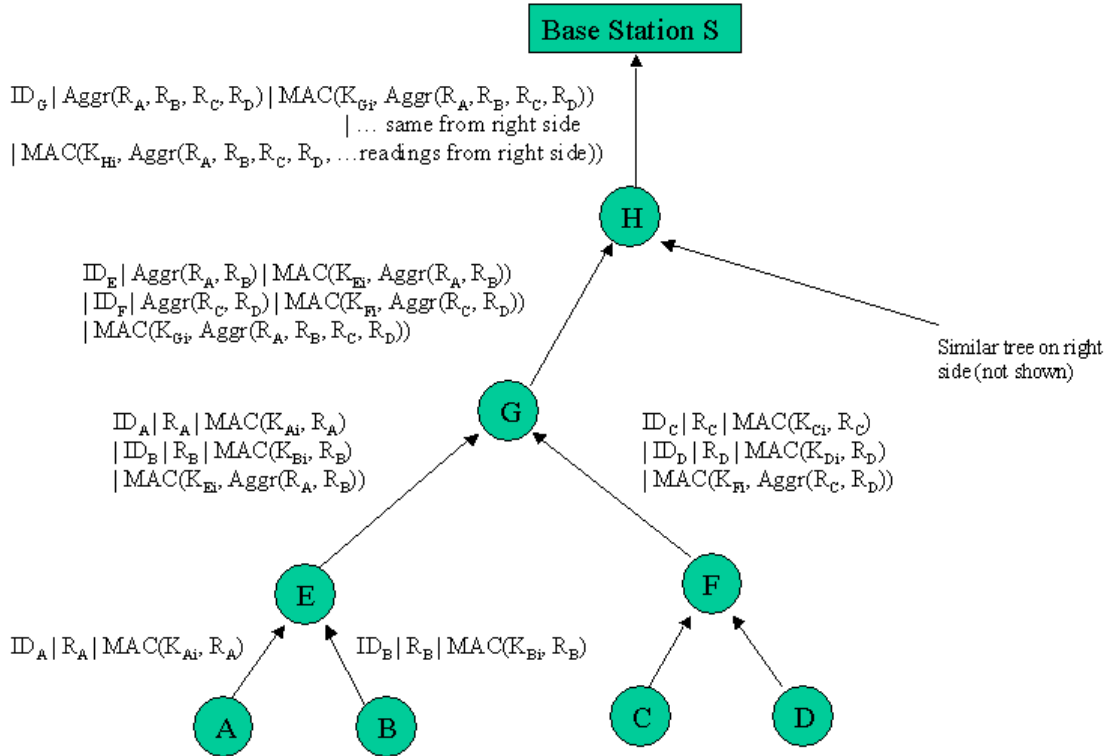 Base Station S
ID_G | Aggr(R_A, R_B, R_C, R_D) | MAC(K_Gi, Aggr(R_A, R_B, R_C, R_D))
| ... same from right side
| MAC(K_Hi, Aggr(R_A, R_B, R_C, R_D, ...readings from right side))
H
ID_E | Aggr(R_A, R_B) | MAC(K_Ei, Aggr(R_A, R_B))
| ID_F | Aggr(R_C, R_D) | MAC(K_Fi, Aggr(R_C, R_D))
| MAC(K_Gi, Aggr(R_A, R_B, R_C, R_D))
Similar tree on right
side (not shown)
G
ID_A | R_A | MAC(K_Ai, R_A)
| ID_B | R_B | MAC(K_Bi, R_B)
| MAC(K_Ei, Aggr(R_A, R_B))
ID_C | R_C | MAC(K_Ci, R_C)
| ID_D | R_D | MAC(K_Di, R_D)
| MAC(K_Fi, Aggr(R_C, R_D))
E
F
ID_A | R_A | MAC(K_Ai, R_A)
ID_B | R_B | MAC(K_Bi, R_B)
A
B
C
D